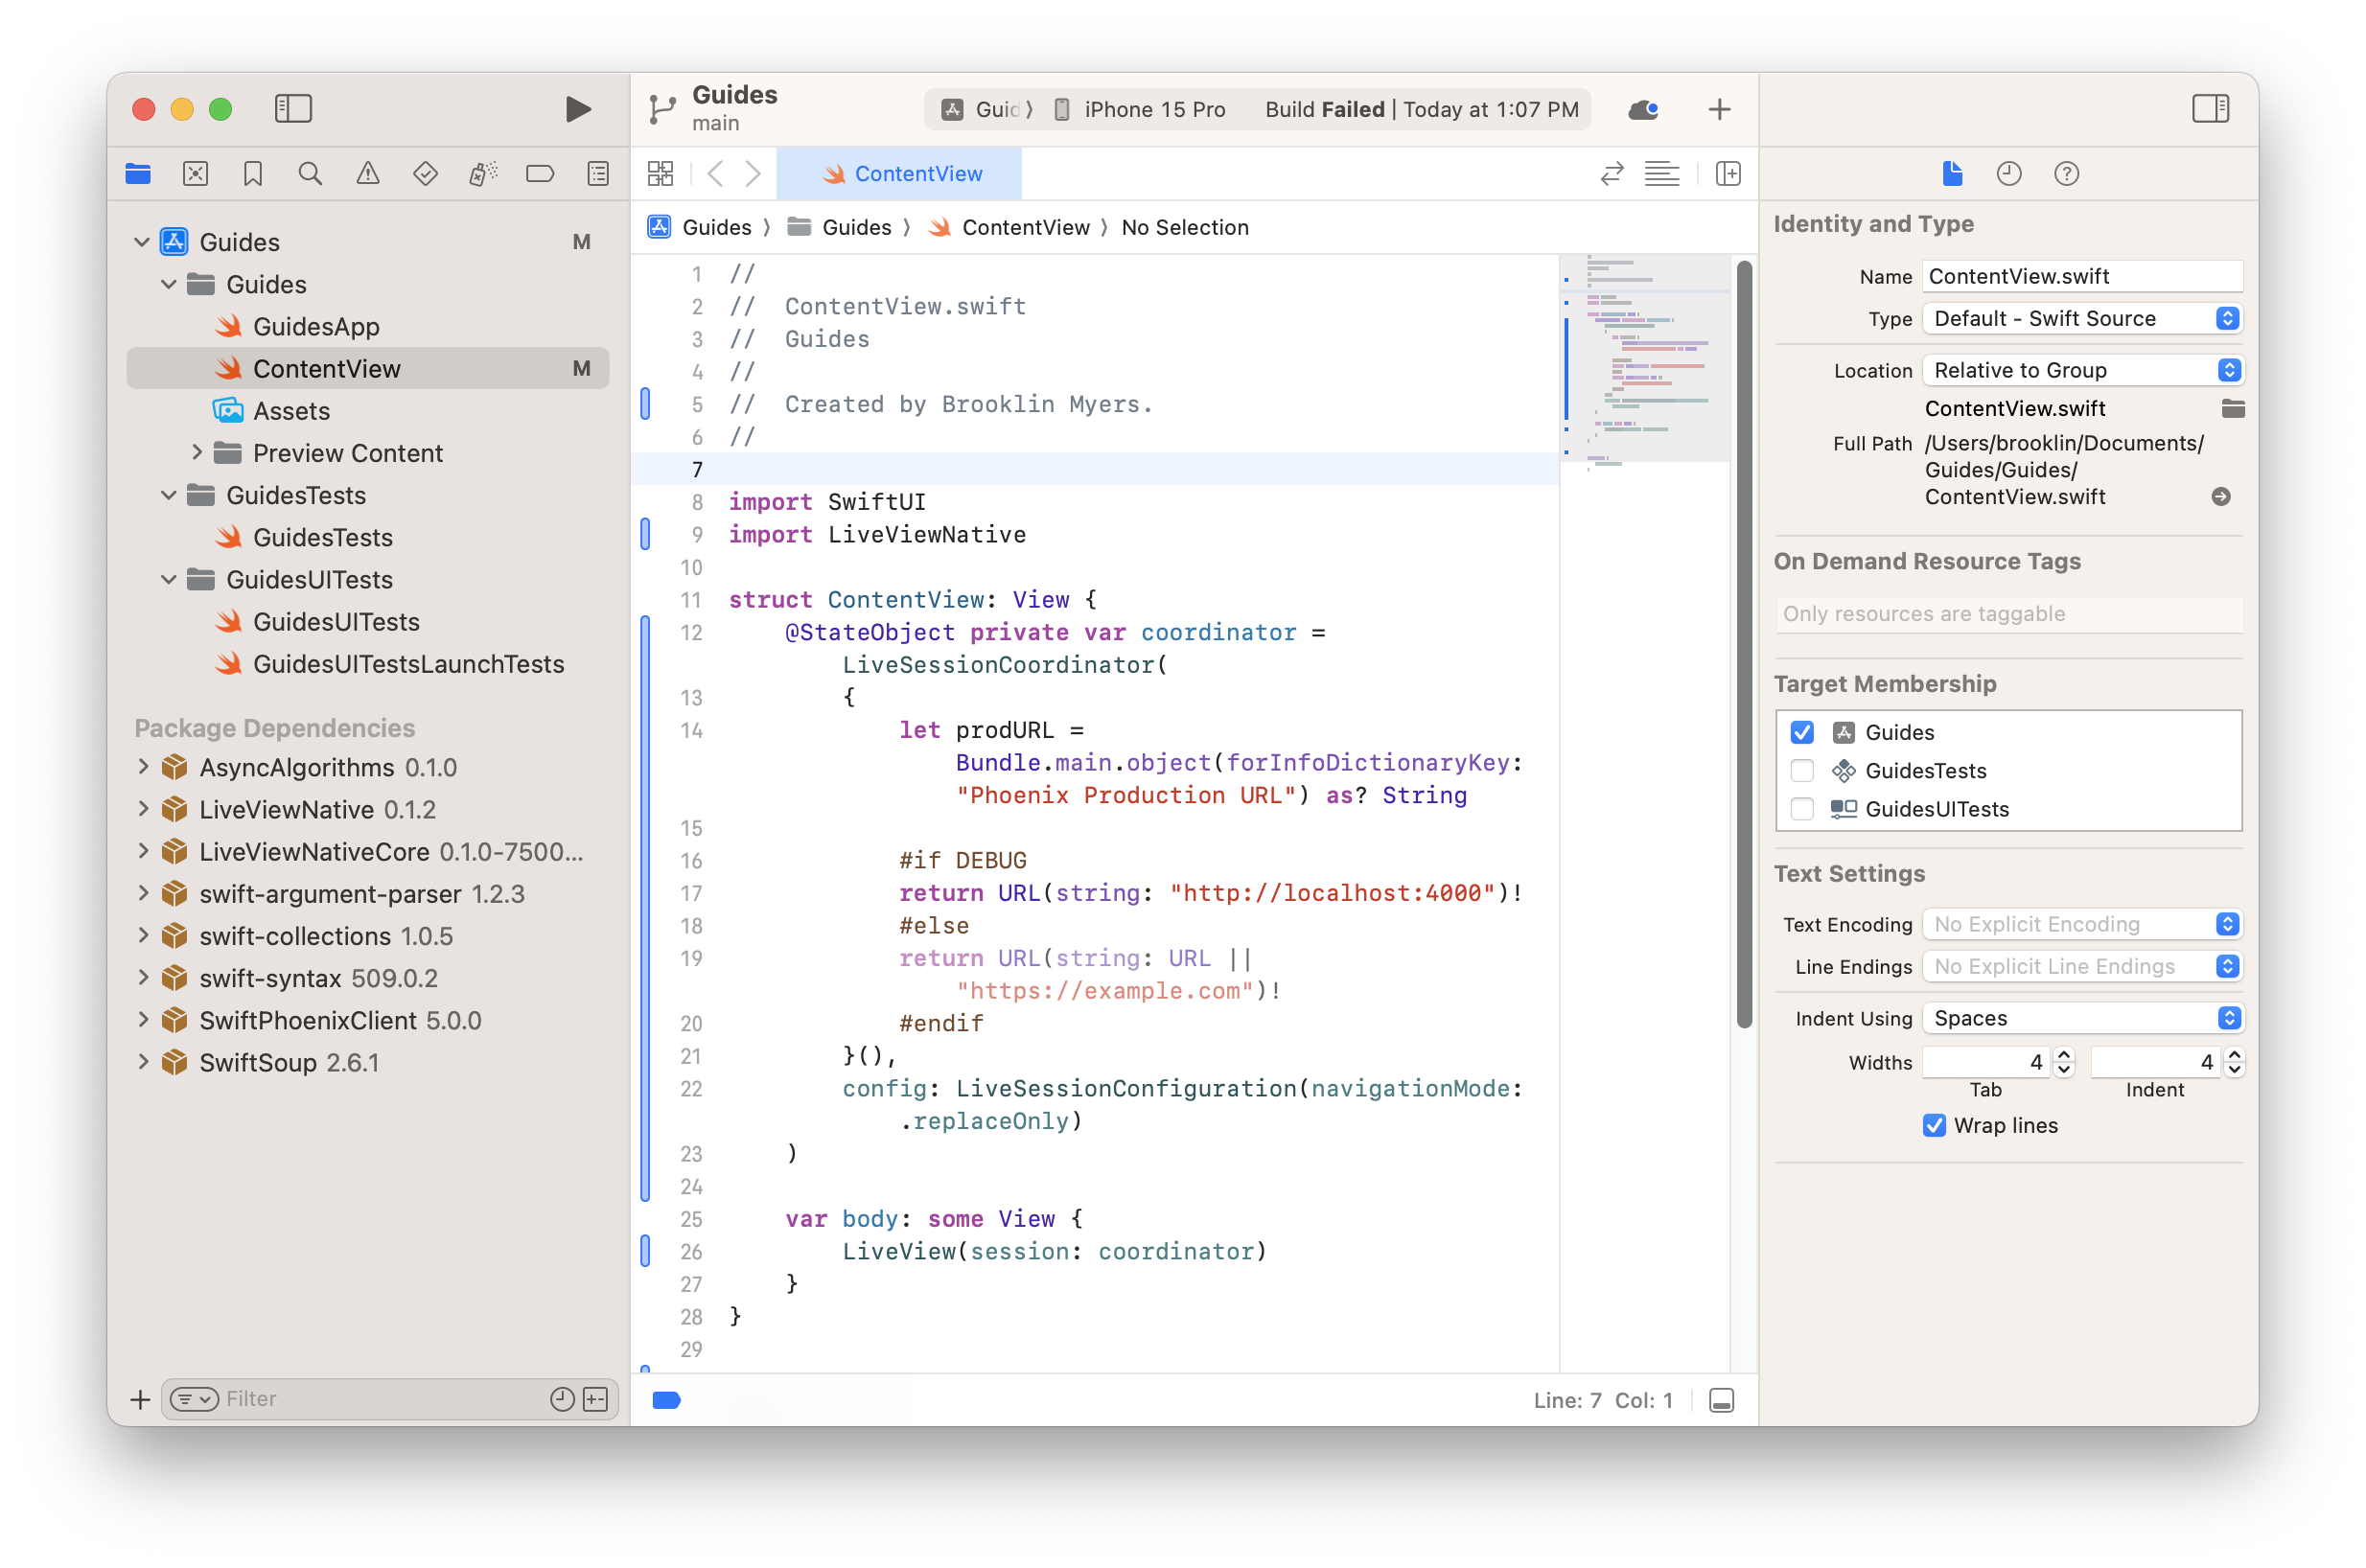 Guides
main
Guid
iPhone 15 Pro
Build Failed | Today at 1:07 PM
ContentView
Guides
M
Guides
GuidesApp
ContentView
M
Assets
Preview Content
GuidesTests
GuidesTests
GuidesUITests
GuidesUITests
GuidesUITestsLaunchTests
Package Dependencies
AsyncAlgorithms 0.1.0
LiveViewNative 0.1.2
LiveViewNativeCore 0.1.0-7500...
swift-argument-parser 1.2.3
swift-collections 1.0.5
swift-syntax 509.0.2
SwiftPhoenixClient 5.0.0
SwiftSoup 2.6.1
Filter
Guides ⟩ Guides ⟩ ContentView ⟩ No Selection
1 //
2 //  ContentView.swift
3 //  Guides
4 //
5 //  Created by Brooklin Myers.
6 //
7
8 import SwiftUI
9 import LiveViewNative
10
11 struct ContentView: View {
12     @StateObject private var coordinator =
LiveSessionCoordinator(
13         {
14             let prodURL =
Bundle.main.object(forInfoDictionaryKey:
"Phoenix Production URL") as? String
15
16             #if DEBUG
17             return URL(string: "http://localhost:4000")!
18             #else
19             return URL(string: URL ||
"https://example.com")!
20             #endif
21         }(),
22         config: LiveSessionConfiguration(navigationMode:
.replaceOnly)
23     )
24
25     var body: some View {
26         LiveView(session: coordinator)
27     }
28 }
29
Line: 7  Col: 1
Identity and Type
Name ContentView.swift
Type Default - Swift Source
Location Relative to Group
ContentView.swift
Full Path /Users/brooklin/Documents/
Guides/Guides/
ContentView.swift
On Demand Resource Tags
Only resources are taggable
Target Membership
Guides
GuidesTests
GuidesUITests
Text Settings
Text Encoding No Explicit Encoding
Line Endings No Explicit Line Endings
Indent Using Spaces
Widths 4 4
Tab Indent
Wrap lines